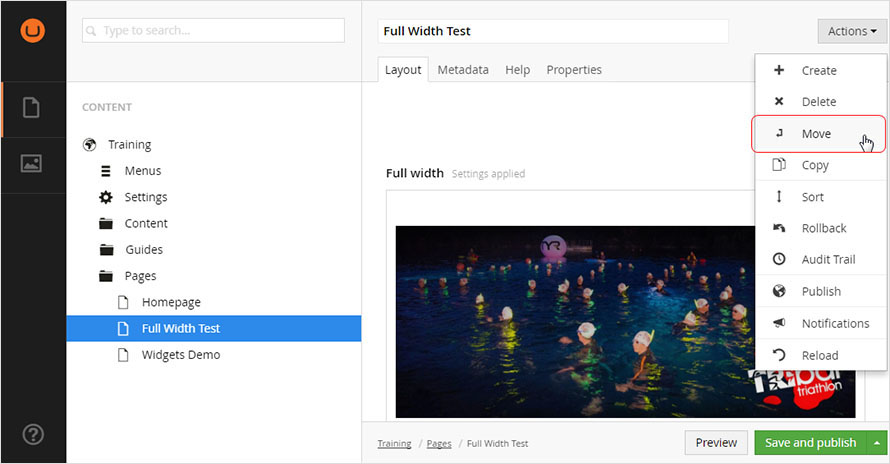 Type to search...
CONTENT
Training
Menus
Settings
Content
Guides
Pages
Homepage
Full Width Test
Widgets Demo
Full Width Test
Actions
Layout Metadata Help Properties
Full width Settings applied
TYR
triathlon
Create
Delete
Move
Copy
Sort
Rollback
Audit Trail
Publish
Notifications
Reload
Training / Pages / Full Width Test
Preview
Save and publish